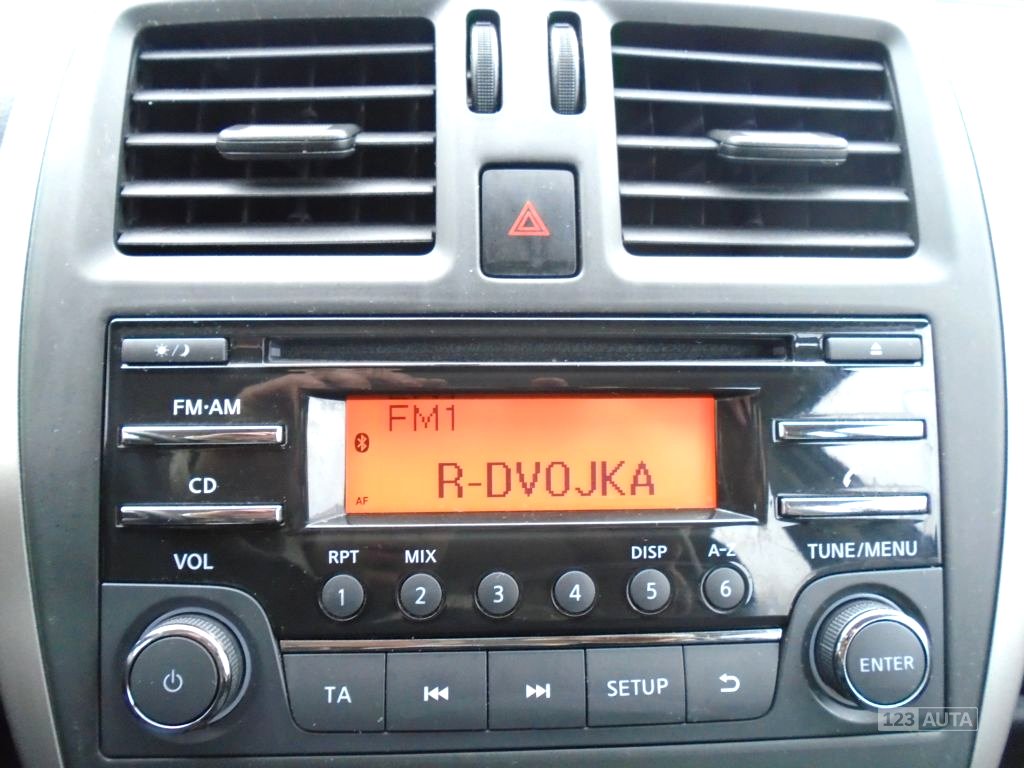 FM·AM
FM1
CD
R-DVOJKA
AF
VOL
RPT MIX DISP A-Z TUNE/MENU
1 2 3 4 5 6
TA SETUP ENTER
123 AUTA